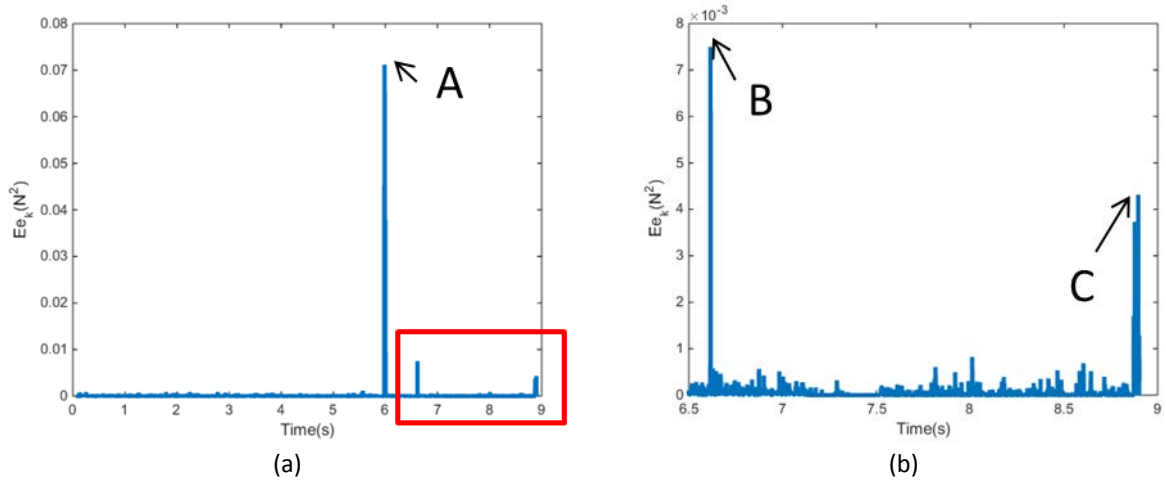 0.08
0.07
0.06
0.05
0.04
0.03
0.02
0.01
0
Ee_k(N^2)
0 1 2 3 4 5 6 7 8 9
Time(s)
A
(a)
8 ×10^-3
7
6
5
4
3
2
1
0
Ee_k(N^2)
6.5 7 7.5 8 8.5 9
Time(s)
B
C
(b)